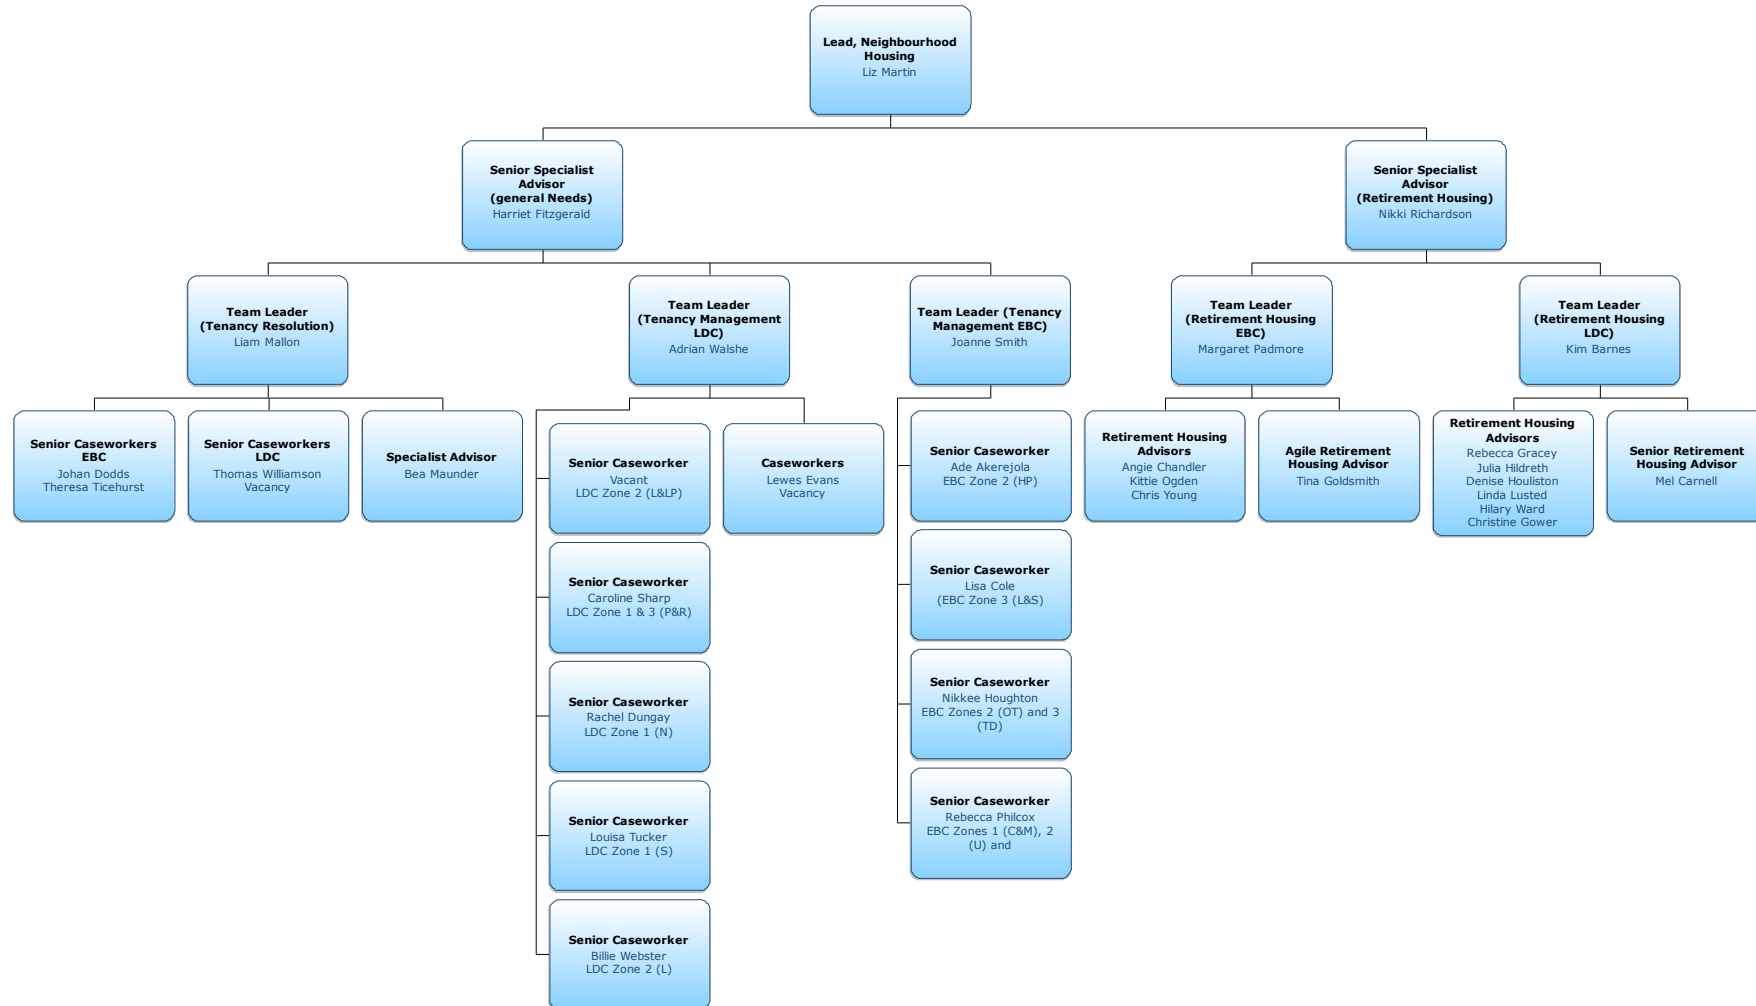 Lead, Neighbourhood
Housing
Liz Martin
Senior Specialist
Advisor
(general Needs)
Harriet Fitzgerald
Senior Specialist
Advisor
(Retirement Housing)
Nikki Richardson
Team Leader
(Tenancy Resolution)
Liam Mallon
Team Leader
(Tenancy Management
LDC)
Adrian Walshe
Team Leader (Tenancy
Management EBC)
Joanne Smith
Team Leader
(Retirement Housing
EBC)
Margaret Padmore
Team Leader
(Retirement Housing
LDC)
Kim Barnes
Senior Caseworkers
EBC
Johan Dodds
Theresa Ticehurst
Senior Caseworkers
LDC
Thomas Williamson
Vacancy
Specialist Advisor
Bea Maunder
Senior Caseworker
Vacant
LDC Zone 2 (L&LP)
Caseworkers
Lewes Evans
Vacancy
Senior Caseworker
Ade Akerejola
EBC Zone 2 (HP)
Retirement Housing
Advisors
Angie Chandler
Kittie Ogden
Chris Young
Agile Retirement
Housing Advisor
Tina Goldsmith
Retirement Housing
Advisors
Rebecca Gracey
Julia Hildreth
Denise Houliston
Linda Lusted
Hilary Ward
Christine Gower
Senior Retirement
Housing Advisor
Mel Carnell
Senior Caseworker
Caroline Sharp
LDC Zone 1 & 3 (P&R)
Senior Caseworker
Lisa Cole
(EBC Zone 3 (L&S)
Senior Caseworker
Rachel Dungay
LDC Zone 1 (N)
Senior Caseworker
Nikkee Houghton
EBC Zones 2 (OT) and 3
(TD)
Senior Caseworker
Louisa Tucker
LDC Zone 1 (S)
Senior Caseworker
Rebecca Philcox
EBC Zones 1 (C&M), 2
(U) and
Senior Caseworker
Billie Webster
LDC Zone 2 (L)